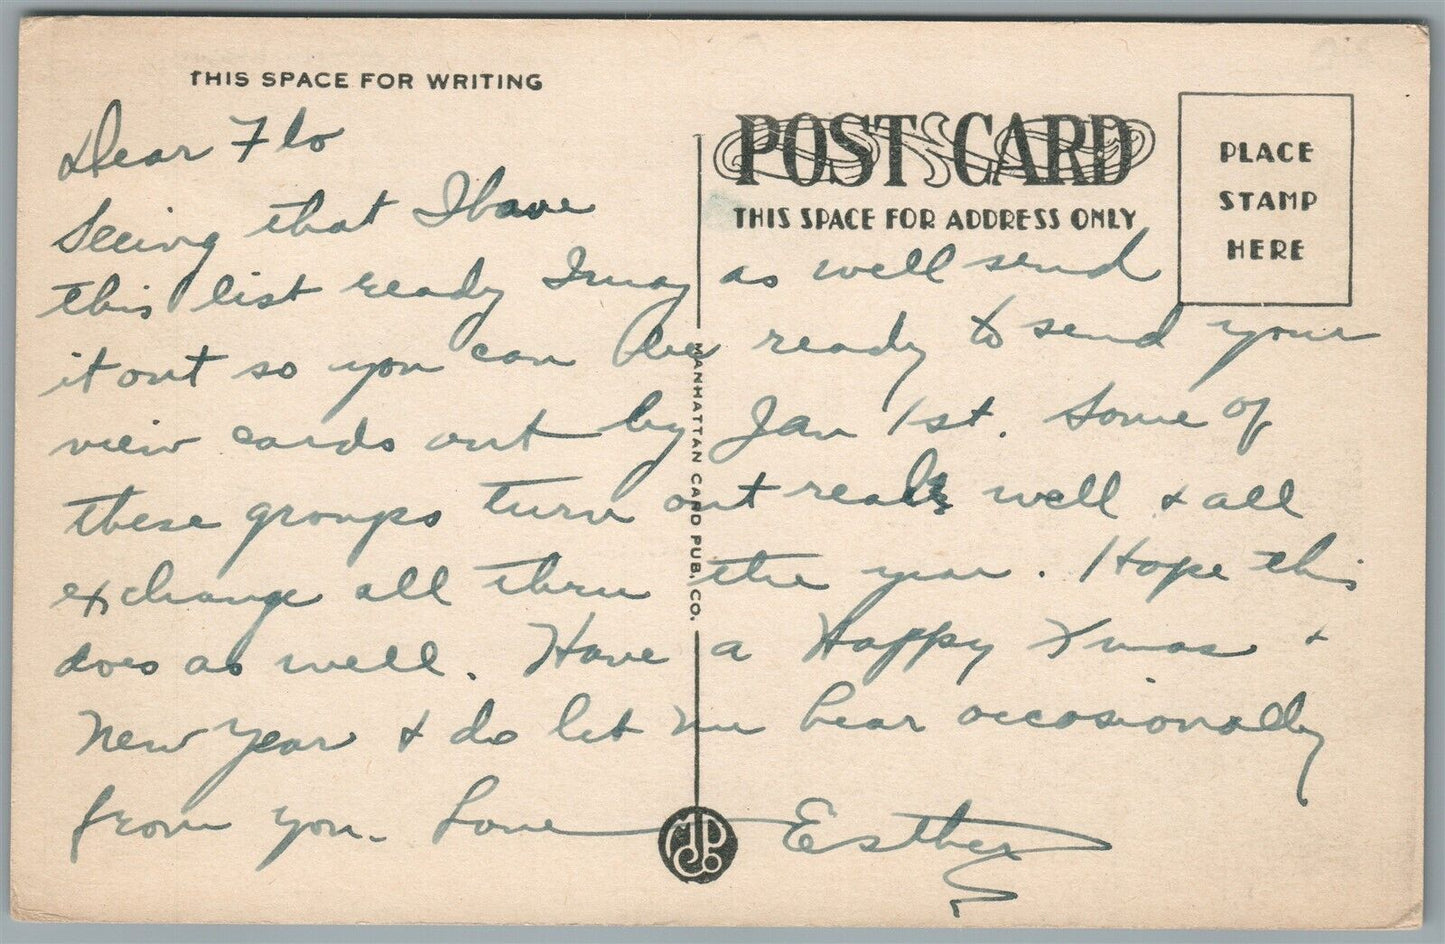 THIS SPACE FOR WRITING
POST CARD
THIS SPACE FOR ADDRESS ONLY
PLACE
STAMP
HERE
Dear Flo
Seeing that I have
this list ready I may as well send
it out so you can be ready to send your
view cards out by Jan 1st. Some of
these groups turn out really well + all
exchange all thru the year. Hope this
does as well. Have a Happy Xmas +
New Year + do let me hear occasionally
from you. Love Esther
MANHATTAN CARD PUB. CO.